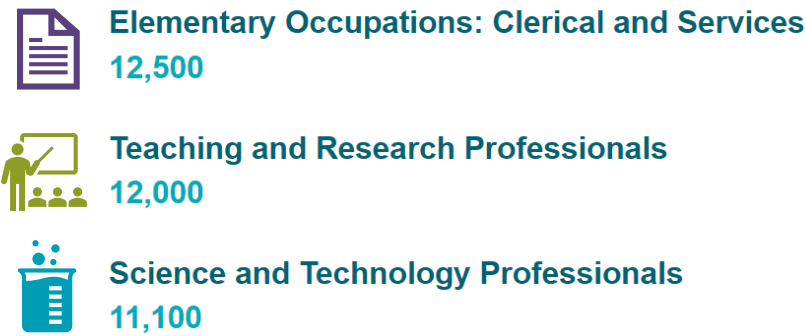 Elementary Occupations: Clerical and Services
12,500
Teaching and Research Professionals
12,000
Science and Technology Professionals
11,100